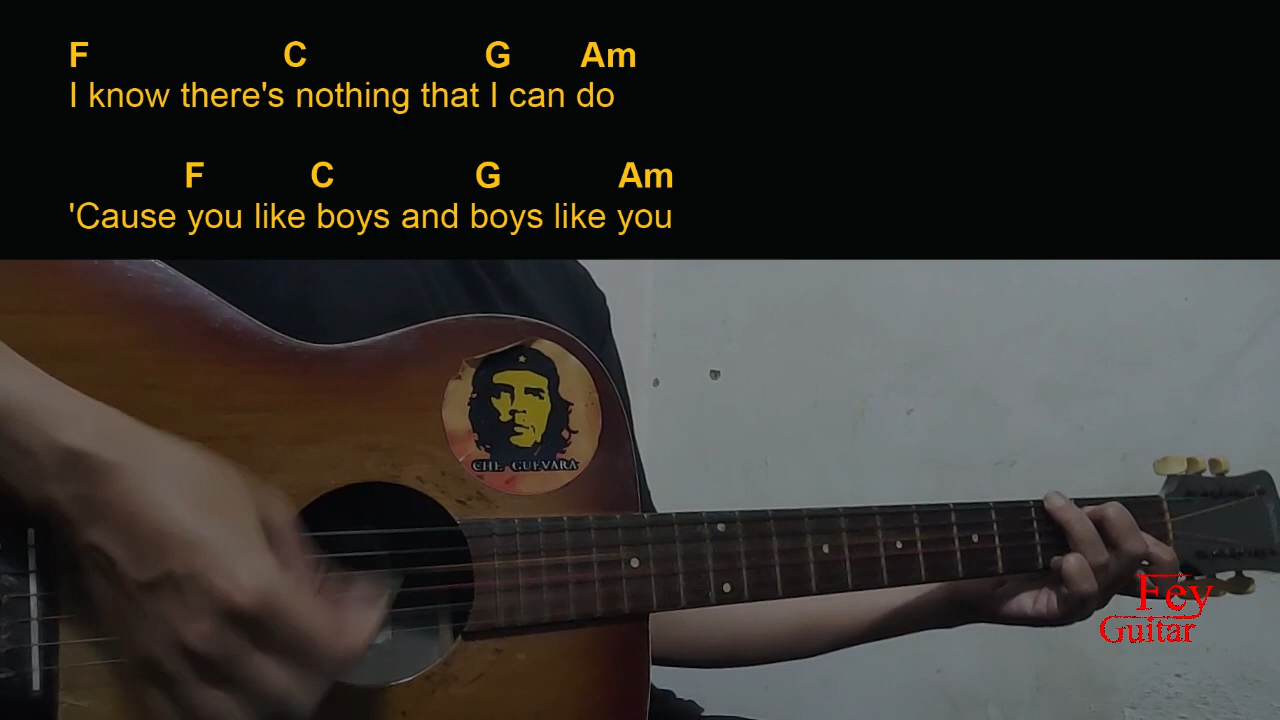 F C G Am
I know there's nothing that I can do
F C G Am
'Cause you like boys and boys like you
CHE GUEVARA
Fey
Guitar